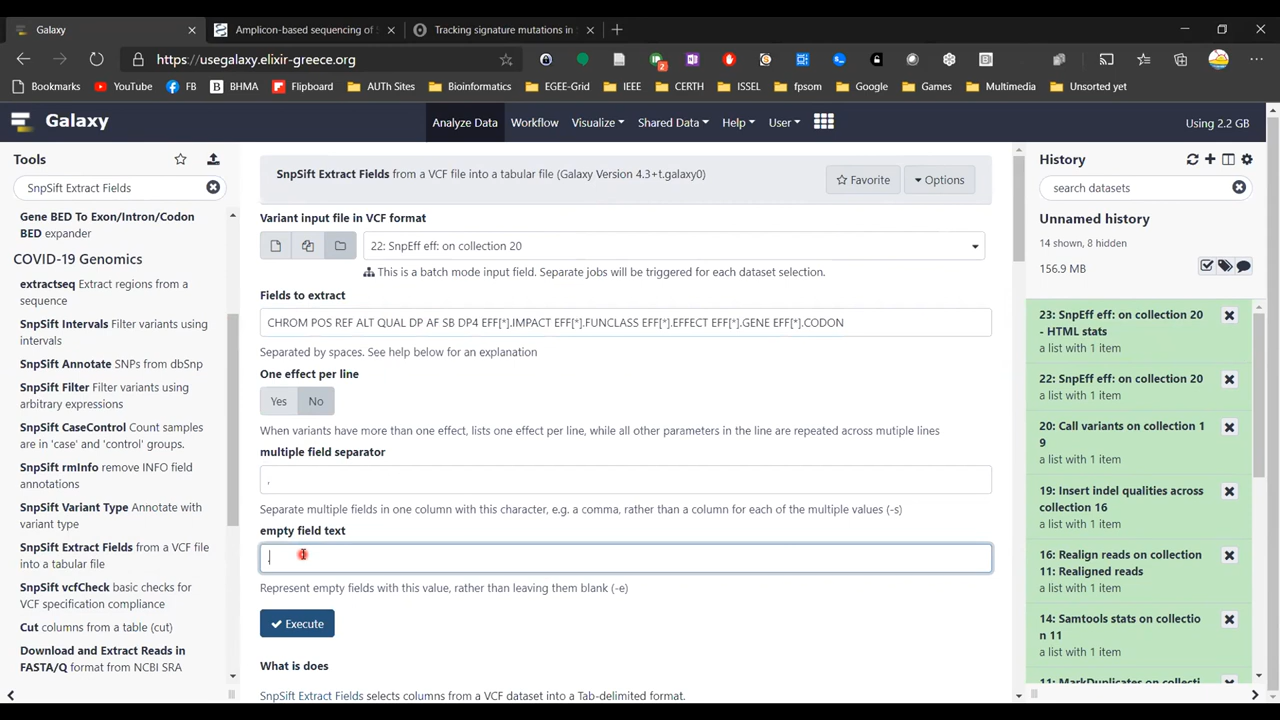 Galaxy
Amplicon-based sequencing of
Tracking signature mutations in
https://usegalaxy.elixir-greece.org
2
Bookmarks
YouTube
FB
BHMA
Flipboard
AUTh Sites
Bioinformatics
EGEE-Grid
IEEE
CERTH
ISSEL
fpsom
Google
Games
Multimedia
Unsorted yet
Galaxy
Analyze Data
Workflow
Visualize
Shared Data
Help
User
Using 2.2 GB
Tools
SnpSift Extract Fields
Gene BED To Exon/Intron/Codon
BED expander
COVID-19 Genomics
extractseq Extract regions from a
sequence
SnpSift Intervals Filter variants using
intervals
SnpSift Annotate SNPs from dbSnp
SnpSift Filter Filter variants using
arbitrary expressions
SnpSift CaseControl Count samples
are in 'case' and 'control' groups.
SnpSift rmInfo remove INFO field
annotations
SnpSift Variant Type Annotate with
variant type
SnpSift Extract Fields from a VCF file
into a tabular file
SnpSift vcfCheck basic checks for
VCF specification compliance
Cut columns from a table (cut)
Download and Extract Reads in
FASTA/Q format from NCBI SRA
SnpSift Extract Fields from a VCF file into a tabular file (Galaxy Version 4.3+t.galaxy0)
Favorite
Options
Variant input file in VCF format
22: SnpEff eff: on collection 20
This is a batch mode input field. Separate jobs will be triggered for each dataset selection.
Fields to extract
CHROM POS REF ALT QUAL DP AF SB DP4 EFF[*].IMPACT EFF[*].FUNCLASS EFF[*].EFFECT EFF[*].GENE EFF[*].CODON
Separated by spaces. See help below for an explanation
One effect per line
Yes
No
When variants have more than one effect, lists one effect per line, while all other parameters in the line are repeated across mutiple lines
multiple field separator
,
Separate multiple fields in one column with this character, e.g. a comma, rather than a column for each of the multiple values (-s)
empty field text
.
Represent empty fields with this value, rather than leaving them blank (-e)
Execute
What is does
SnpSift Extract Fields selects columns from a VCF dataset into a Tab-delimited format.
History
search datasets
Unnamed history
14 shown, 8 hidden
156.9 MB
23: SnpEff eff: on collection 20
- HTML stats
a list with 1 item
22: SnpEff eff: on collection 20
a list with 1 item
20: Call variants on collection 1
9
a list with 1 item
19: Insert indel qualities across
collection 16
a list with 1 item
16: Realign reads on collection
11: Realigned reads
a list with 1 item
14: Samtools stats on collectio
n 11
a list with 1 item